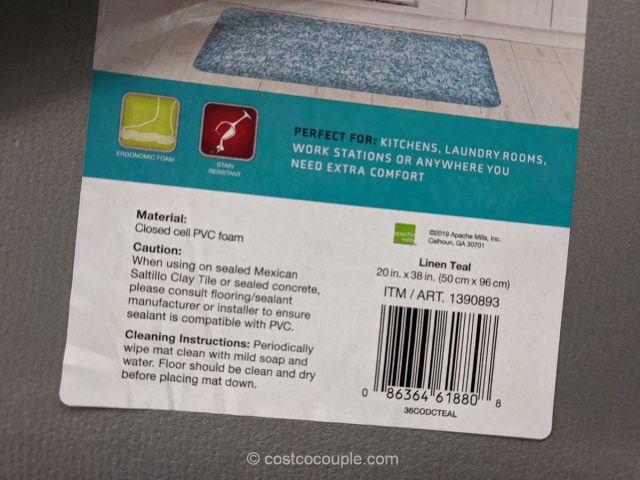 ERGONOMIC FOAM
STAIN
RESISTANT
PERFECT FOR: KITCHENS, LAUNDRY ROOMS,
WORK STATIONS OR ANYWHERE YOU
NEED EXTRA COMFORT
Material:
Closed cell PVC foam
Caution:
When using on sealed Mexican
Saltillo Clay Tile or sealed concrete,
please consult flooring/sealant
manufacturer or installer to ensure
sealant is compatible with PVC.
Cleaning Instructions: Periodically
wipe mat clean with mild soap and
water. Floor should be clean and dry
before placing mat down.
apache
mills
©2019 Apache Mills, Inc.
Calhoun, GA 30701
Linen Teal
20 in. x 38 in. (50 cm x 96 cm)
ITM / ART. 1390893
0 86364 61880 8
36CODCTEAL
© costcocouple.com